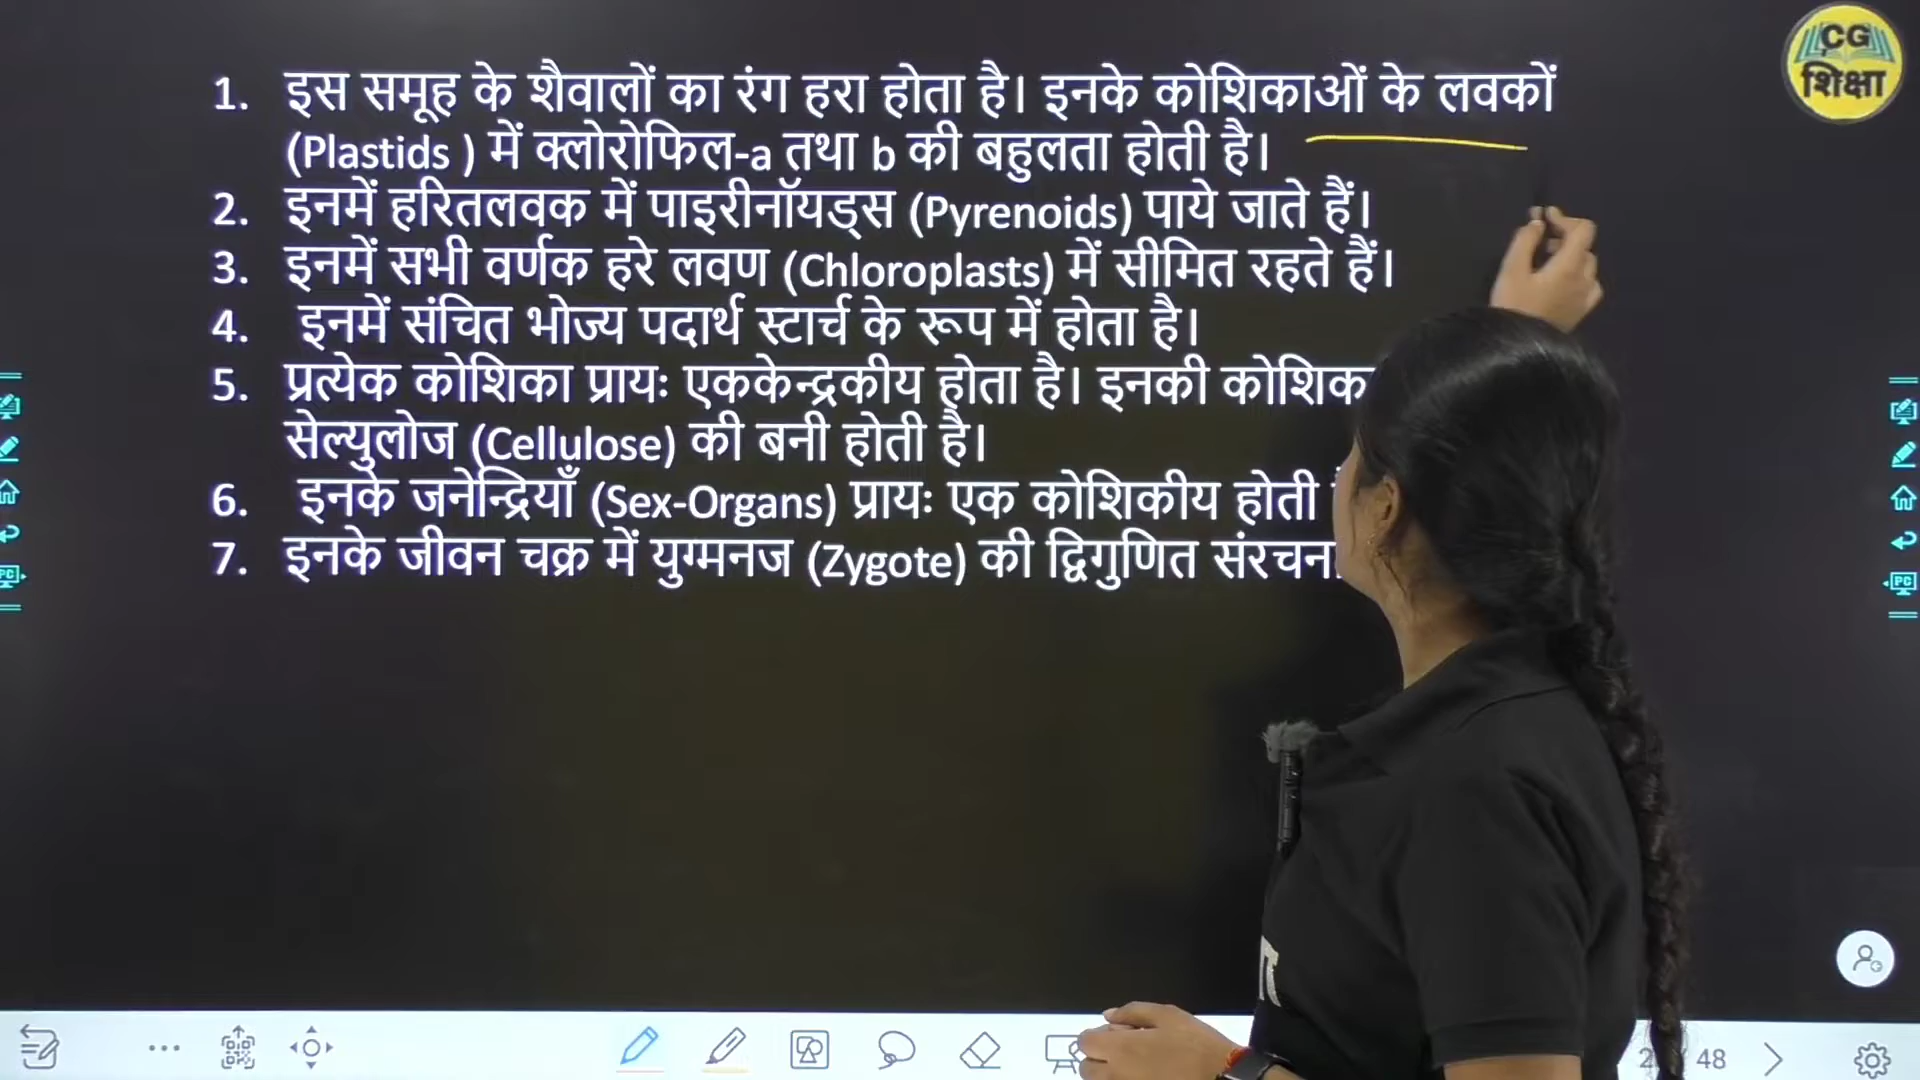 CG
शिक्षा
1. इस समूह के शैवालों का रंग हरा होता है। इनके कोशिकाओं के लवकों
(Plastids ) में क्लोरोफिल-a तथा b की बहुलता होती है।
2. इनमें हरितलवक में पाइरीनॉयड्स (Pyrenoids) पाये जाते हैं।
3. इनमें सभी वर्णक हरे लवण (Chloroplasts) में सीमित रहते हैं।
4. इनमें संचित भोज्य पदार्थ स्टार्च के रूप में होता है।
5. प्रत्येक कोशिका प्रायः एककेन्द्रकीय होता है। इनकी
सेल्युलोज (Cellulose) की बनी होती है।
6. इनके जनेन्द्रियाँ (Sex-Organs) प्रायः एक कोशिकीय होती
7. इनके जीवन चक्र में युग्मनज (Zygote) की द्विगुणित संरचना
PC
PC
48